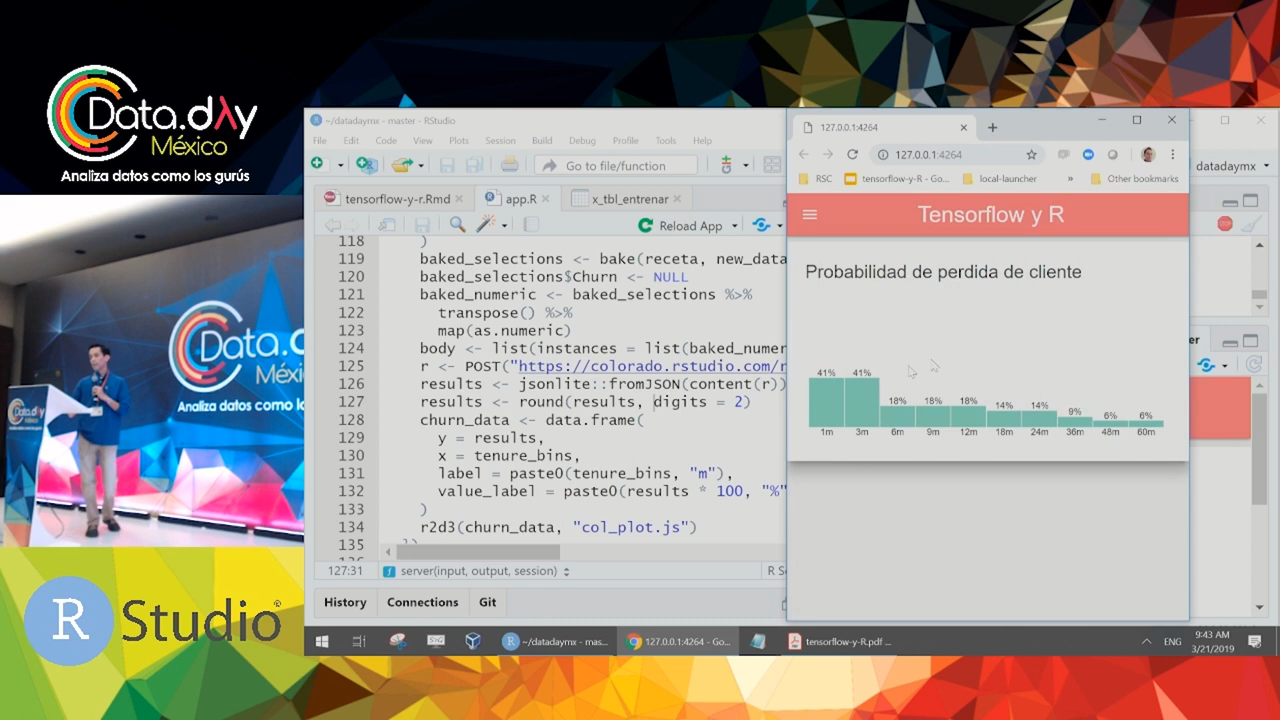 Data.day
México
Analiza datos como los gurús
Data.
Méxi
Analiza datos como lo
R Studio®
~/datadaymx - master - RStudio
File Edit Code View Plots Session Build Debug Profile Tools Help
Go to file/function
datadaymx
tensorflow-y-r.Rmd
app.R
x_tbl_entrenar
Reload App
118 )
119 baked_selections <- bake(receta, new_data
120 baked_selections$Churn <- NULL
121 baked_numeric <- baked_selections %>%
122 transpose() %>%
123 map(as.numeric)
124 body <- list(instances = list(baked_numer
125 r <- POST("https://colorado.rstudio.com/r
126 results <- jsonlite::fromJSON(content(r))
127 results <- round(results, digits = 2)
128 churn_data <- data.frame(
129 y = results,
130 x = tenure_bins,
131 label = paste0(tenure_bins, "m"),
132 value_label = paste0(results * 100, "%"
133 )
134 r2d3(churn_data, "col_plot.js")
135 })
127:31 server(input, output, session) R S
History Connections Git
er
127.0.0.1:4264
127.0.0.1:4264
RSC tensorflow-y-R - Go... local-launcher » Other bookmarks
Tensorflow y R
Probabilidad de perdida de cliente
41% 41% 18% 18% 18% 14% 14% 9% 6% 6%
1m 3m 6m 9m 12m 18m 24m 36m 48m 60m
~/datadaymx - mas... 127.0.0.1:4264 - Go... tensorflow-y-R.pdf ...
ENG
9:43 AM
3/21/2019